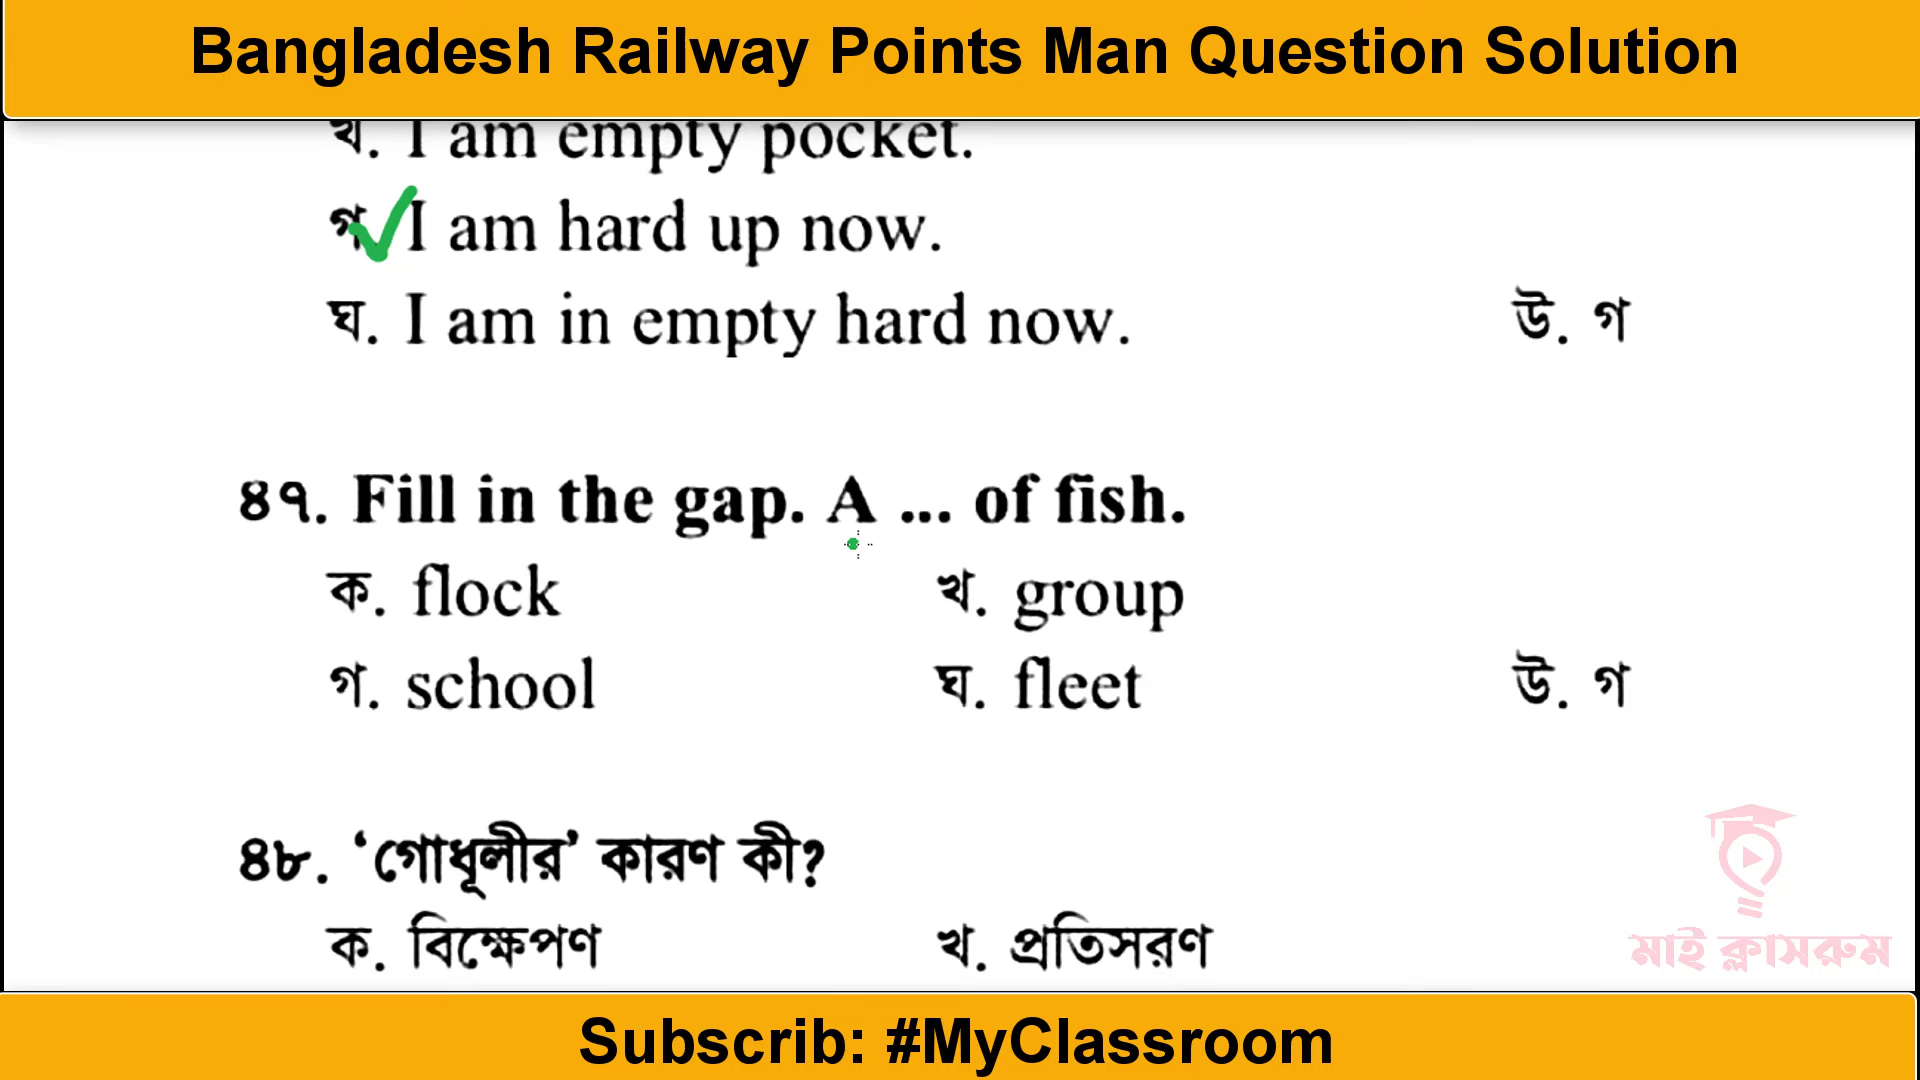 Bangladesh Railway Points Man Question Solution
খ. I am empty pocket.
গ. I am hard up now.
ঘ. I am in empty hard now. উ. গ
৪৭. Fill in the gap. A ... of fish.
ক. flock খ. group
গ. school ঘ. fleet উ. গ
৪৮. ‘গোধূলীর’ কারণ কী?
ক. বিক্ষেপণ খ. প্রতিসরণ
মাই ক্লাসরুম
Subscrib: #MyClassroom